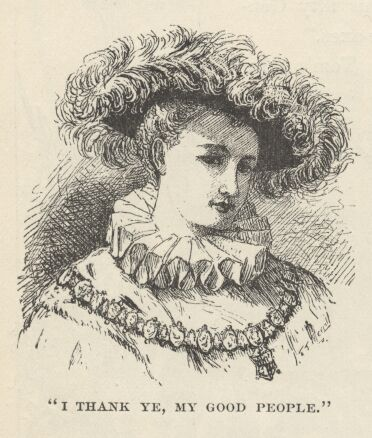 "I THANK YE, MY GOOD PEOPLE."